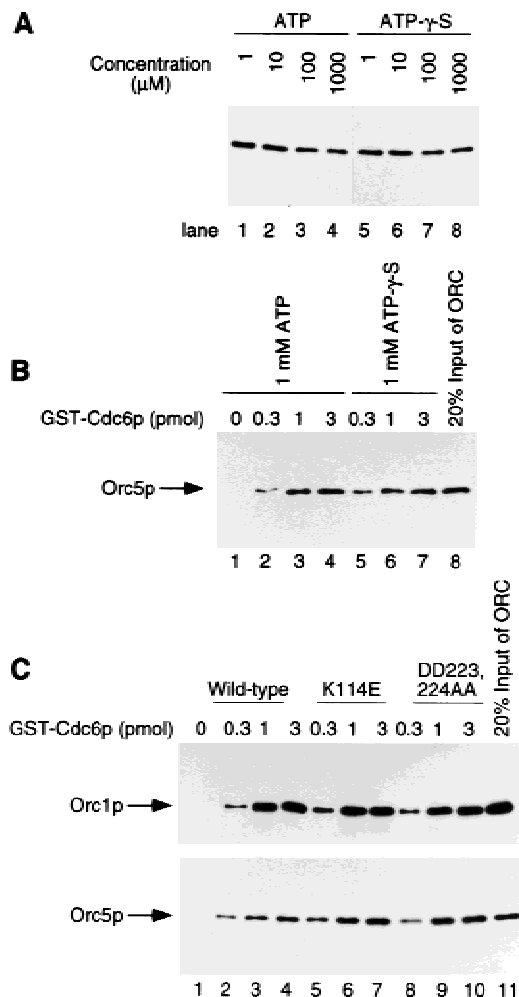 A
ATP ATP-γ-S
Concentration (µM)
1 10 100 1000 1 10 100 1000
lane 1 2 3 4 5 6 7 8
B
1 mM ATP 1 mM ATP-γ-S 20% Input of ORC
GST-Cdc6p (pmol) 0 0.3 1 3 0.3 1 3
Orc5p
1 2 3 4 5 6 7 8
C
Wild-type K114E DD223, 224AA 20% Input of ORC
GST-Cdc6p (pmol) 0 0.3 1 3 0.3 1 3 0.3 1 3
Orc1p
Orc5p
1 2 3 4 5 6 7 8 9 10 11